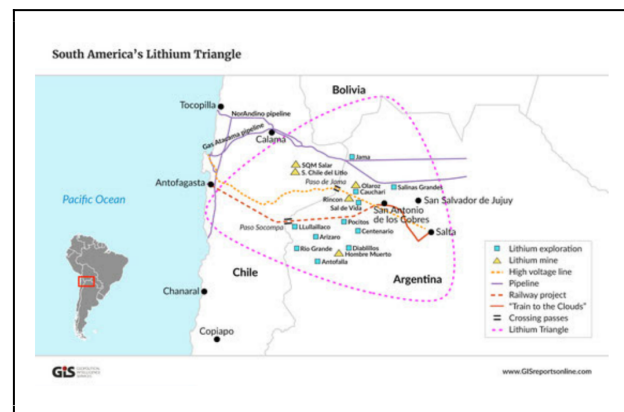 South America's Lithium Triangle
Bolivia
Tocopilla
NorAndino pipeline
Gas Atacama pipeline
Calama
Jama
SQM Salar
S. Chile del Litio
Paso de Jama
Olaroz
Cauchari
Salinas Grandes
Antofagasta
Rincon
Sal de Vida
San Antonio
de los Cobres
San Salvador de Jujuy
Pacific Ocean
Paso Socompa
LLullaillaco
Pocitos
Centenario
Salta
Arizaro
Rio Grande
Diablillos
Hombre Muerto
Antofalla
Chile
Argentina
Chanaral
Copiapo
Lithium exploration
Lithium mine
High voltage line
Pipeline
Railway project
"Train to the Clouds"
Crossing passes
Lithium Triangle
GIS
www.GISreportsonline.com